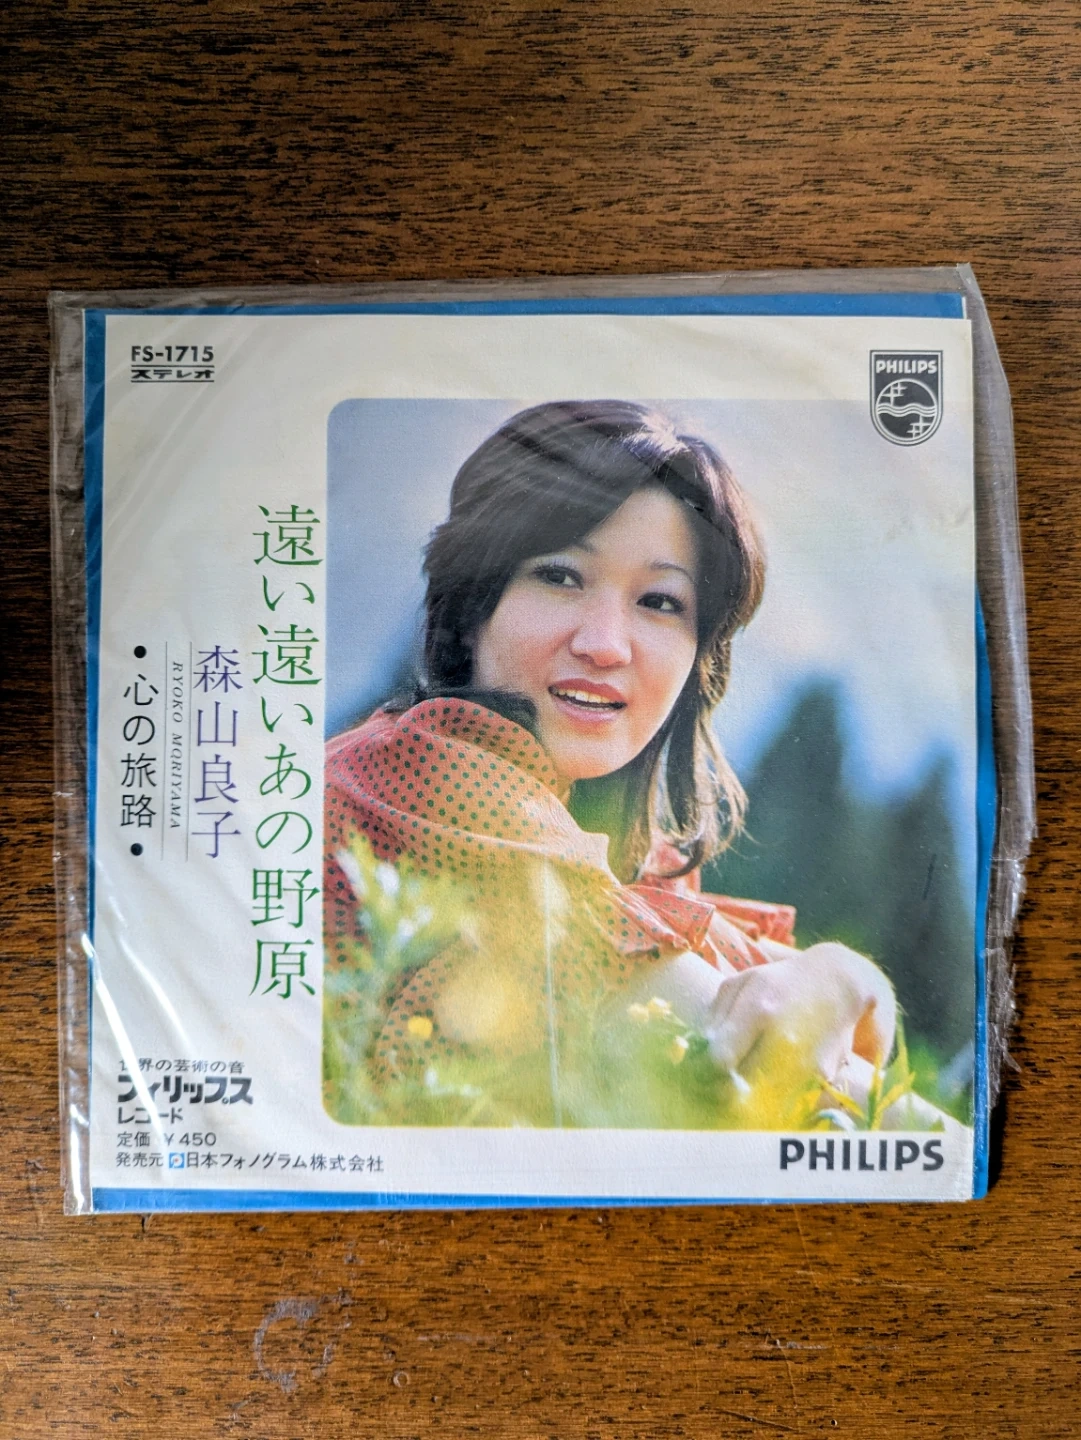 FS-1715
ステレオ
PHILIPS
遠い遠いあの野原
森山良子
RYOKO MORIYAMA
•心の旅路•
世界の芸術の音
フィリップス
レコード
定価 ¥450
発売元 日本フォノグラム株式会社
PHILIPS